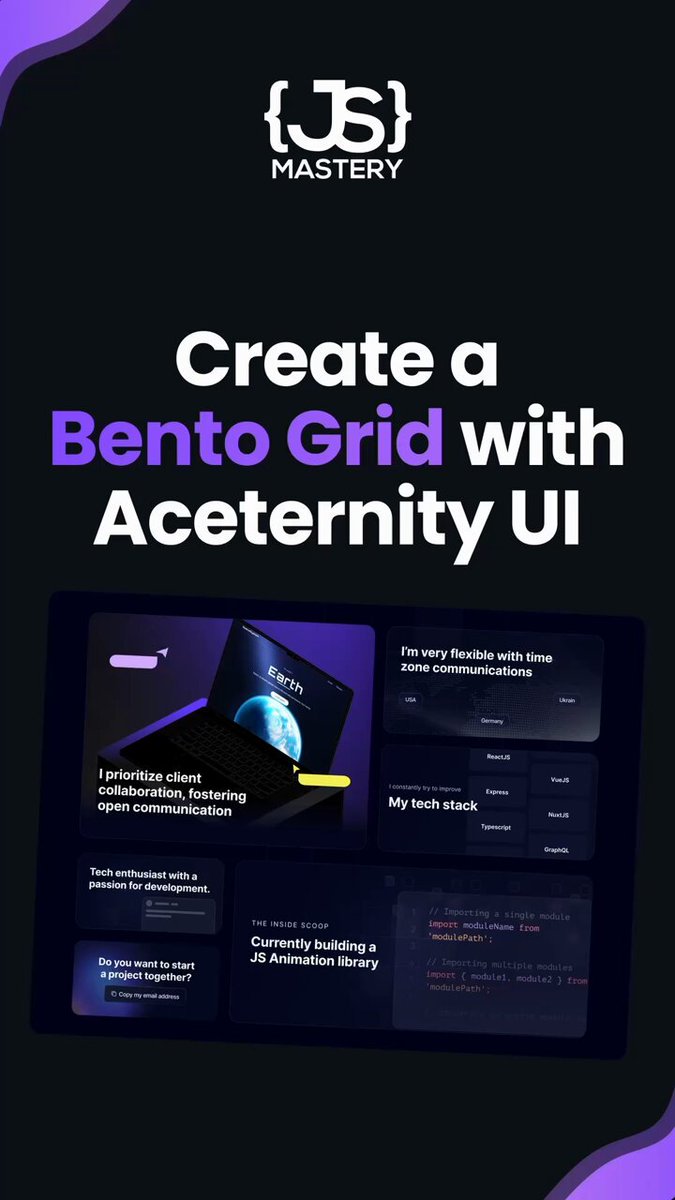 {JS}
MASTERY
Create a
Bento Grid with
Aceternity UI
Earth
I prioritize client
collaboration, fostering
open communication
I'm very flexible with time
zone communications
USA
Ukrain
Germany
I constantly try to improve
My tech stack
ReactJS
Express
Typescript
VueJS
NuxtJS
GraphQL
Tech enthusiast with a
passion for development.
Do you want to start
a project together?
Copy my email address
THE INSIDE SCOOP
Currently building a
JS Animation library
1 // Importing a single module
2 import moduleName from
'modulePath';
3
4 // Importing multiple modules
import { module1, module2 } from
'modulePath';